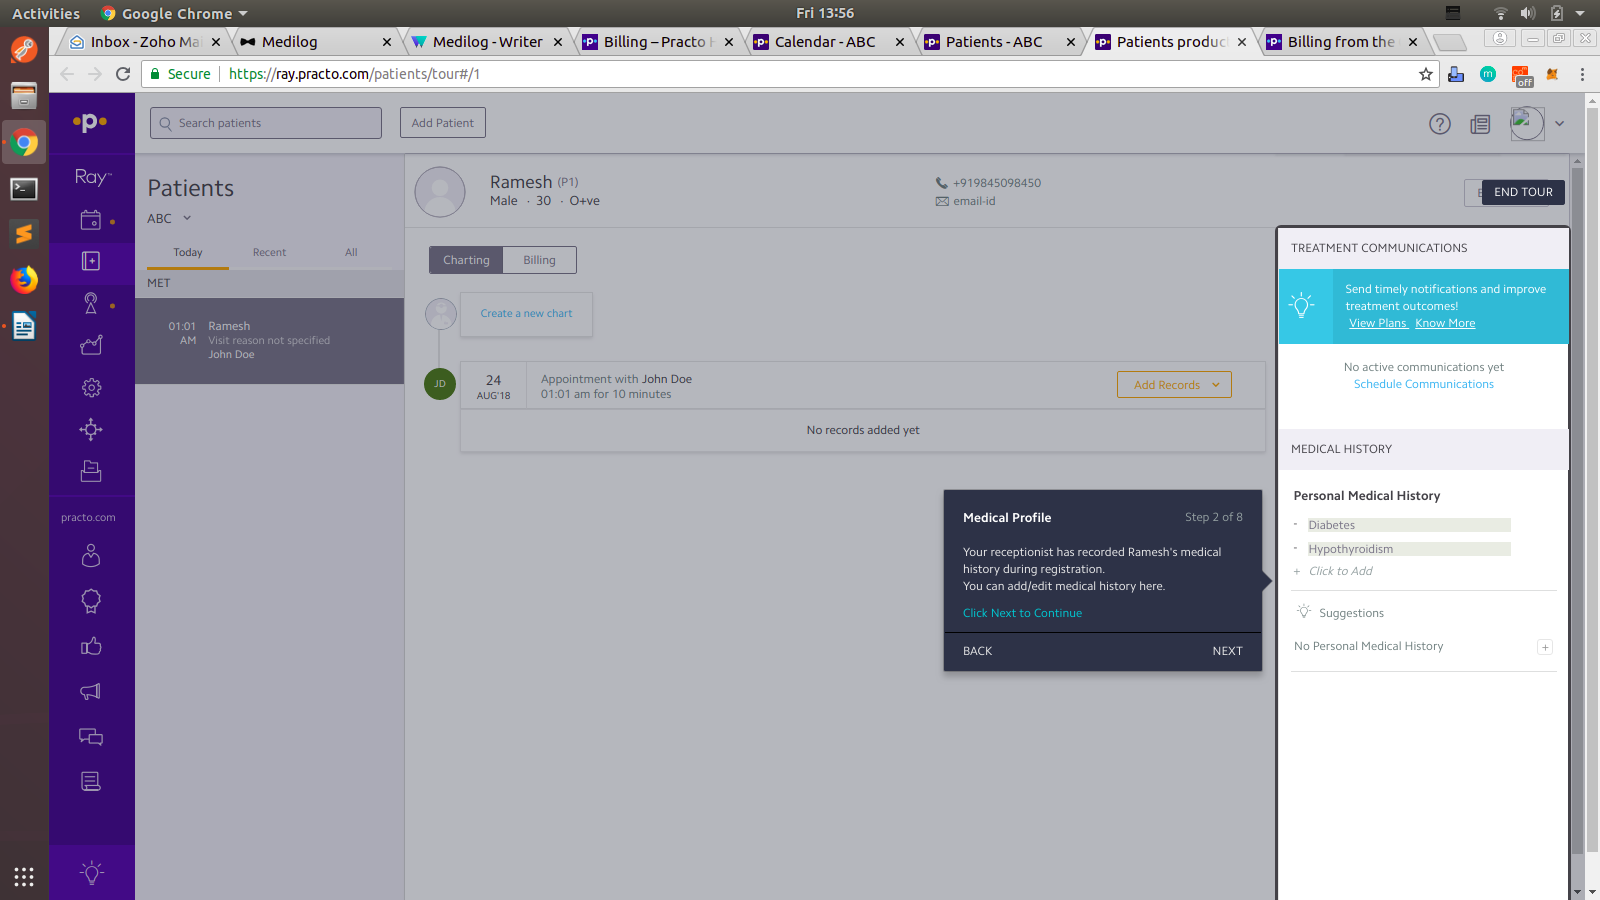 Activities
Google Chrome
Fri 13:56
Inbox - Zoho Ma
Medilog
Medilog - Writer
Billing – Practo
Calendar - ABC
Patients - ABC
Patients produc
Billing from the
Secure
https://ray.practo.com/patients/tour#/1
off
p
Search patients
Add Patient
Ray
practo.com
Patients
ABC
Today
Recent
All
MET
01:01
AM
Ramesh
Visit reason not specified
John Doe
Ramesh (P1)
Male · 30 · O+ve
+919845098450
email-id
END TOUR
Charting
Billing
Create a new chart
JD
24
AUG'18
Appointment with John Doe
01:01 am for 10 minutes
Add Records
No records added yet
Medical Profile
Step 2 of 8
Your receptionist has recorded Ramesh's medical
history during registration.
You can add/edit medical history here.
Click Next to Continue
BACK
NEXT
TREATMENT COMMUNICATIONS
Send timely notifications and improve
treatment outcomes!
View Plans Know More
No active communications yet
Schedule Communications
MEDICAL HISTORY
Personal Medical History
- Diabetes
- Hypothyroidism
+ Click to Add
Suggestions
No Personal Medical History
+